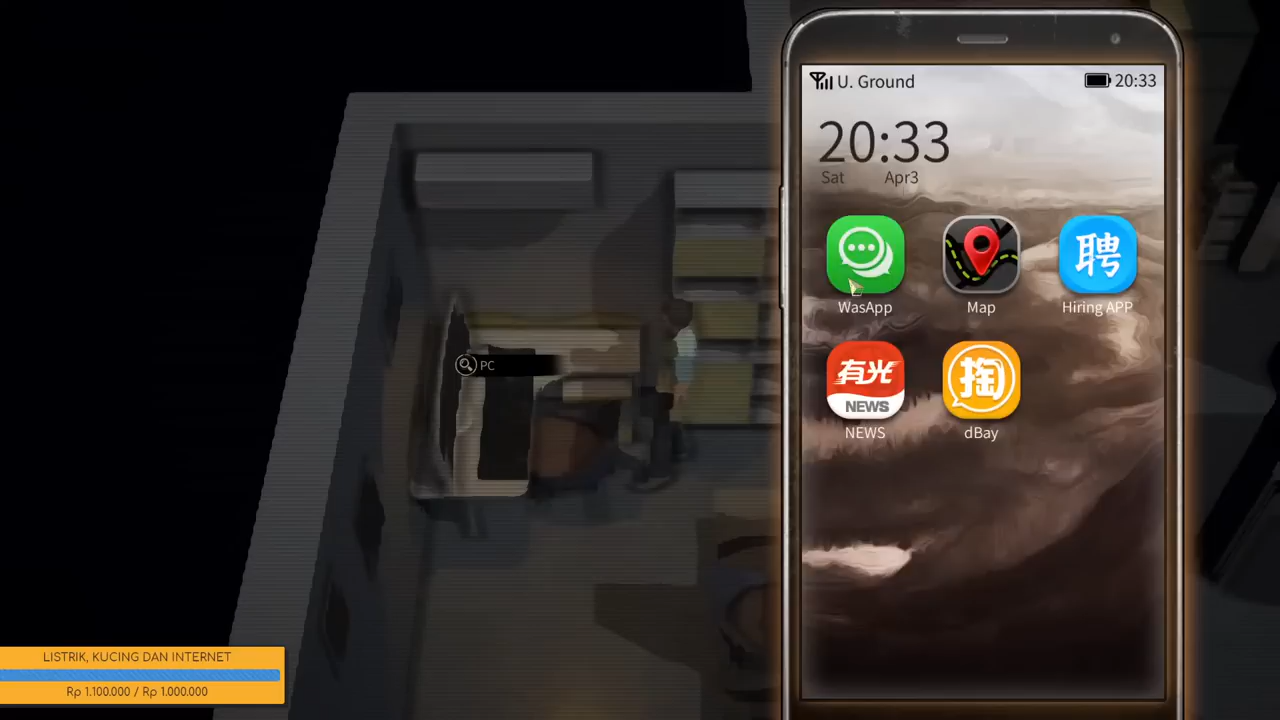 U. Ground
20:33
20:33
Sat Apr3
WasApp
Map
聘
Hiring APP
有光
NEWS
NEWS
掏
dBay
PC
LISTRIK, KUCING DAN INTERNET
Rp 1.100.000 / Rp 1.000.000